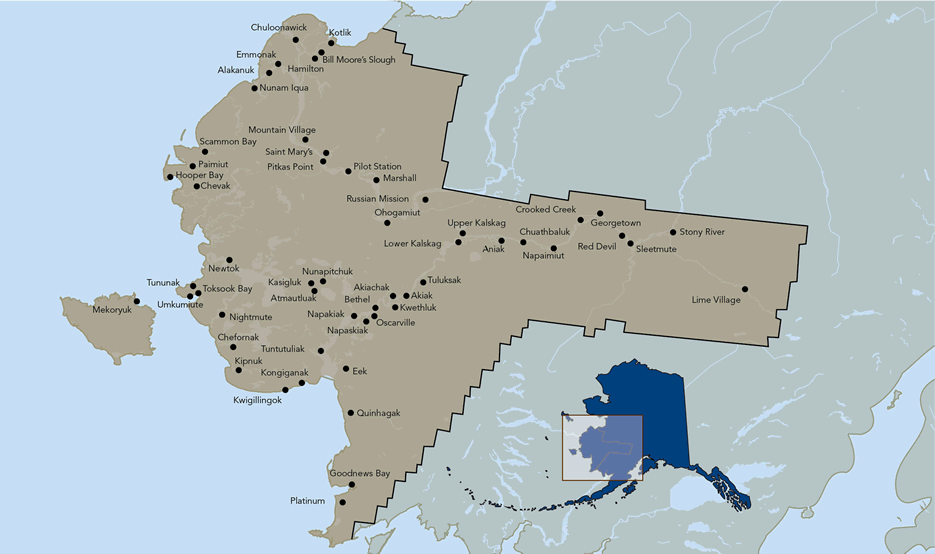 Chuloonawick
Kotlik
Emmonak
Hamilton
Bill Moore's Slough
Alakanuk
Nunam Iqua
Mountain Village
Scammon Bay
Saint Mary's
Paimiut
Pitkas Point
Pilot Station
Hooper Bay
Marshall
Chevak
Russian Mission
Ohogamiut
Crooked Creek
Georgetown
Upper Kalskag
Chuathbaluk
Stony River
Lower Kalskag
Aniak
Red Devil
Sleetmute
Napaimiut
Newtok
Nunapitchuk
Tununak
Kasigluk
Tuluksak
Toksook Bay
Akiachak
Atmautluak
Akiak
Lime Village
Umkumiute
Bethel
Mekoryuk
Kwethluk
Nightmute
Napakiak
Oscarville
Napaskiak
Chefornak
Tuntutuliak
Kipnuk
Kongiganak
Eek
Kwigillingok
Quinhagak
Goodnews Bay
Platinum